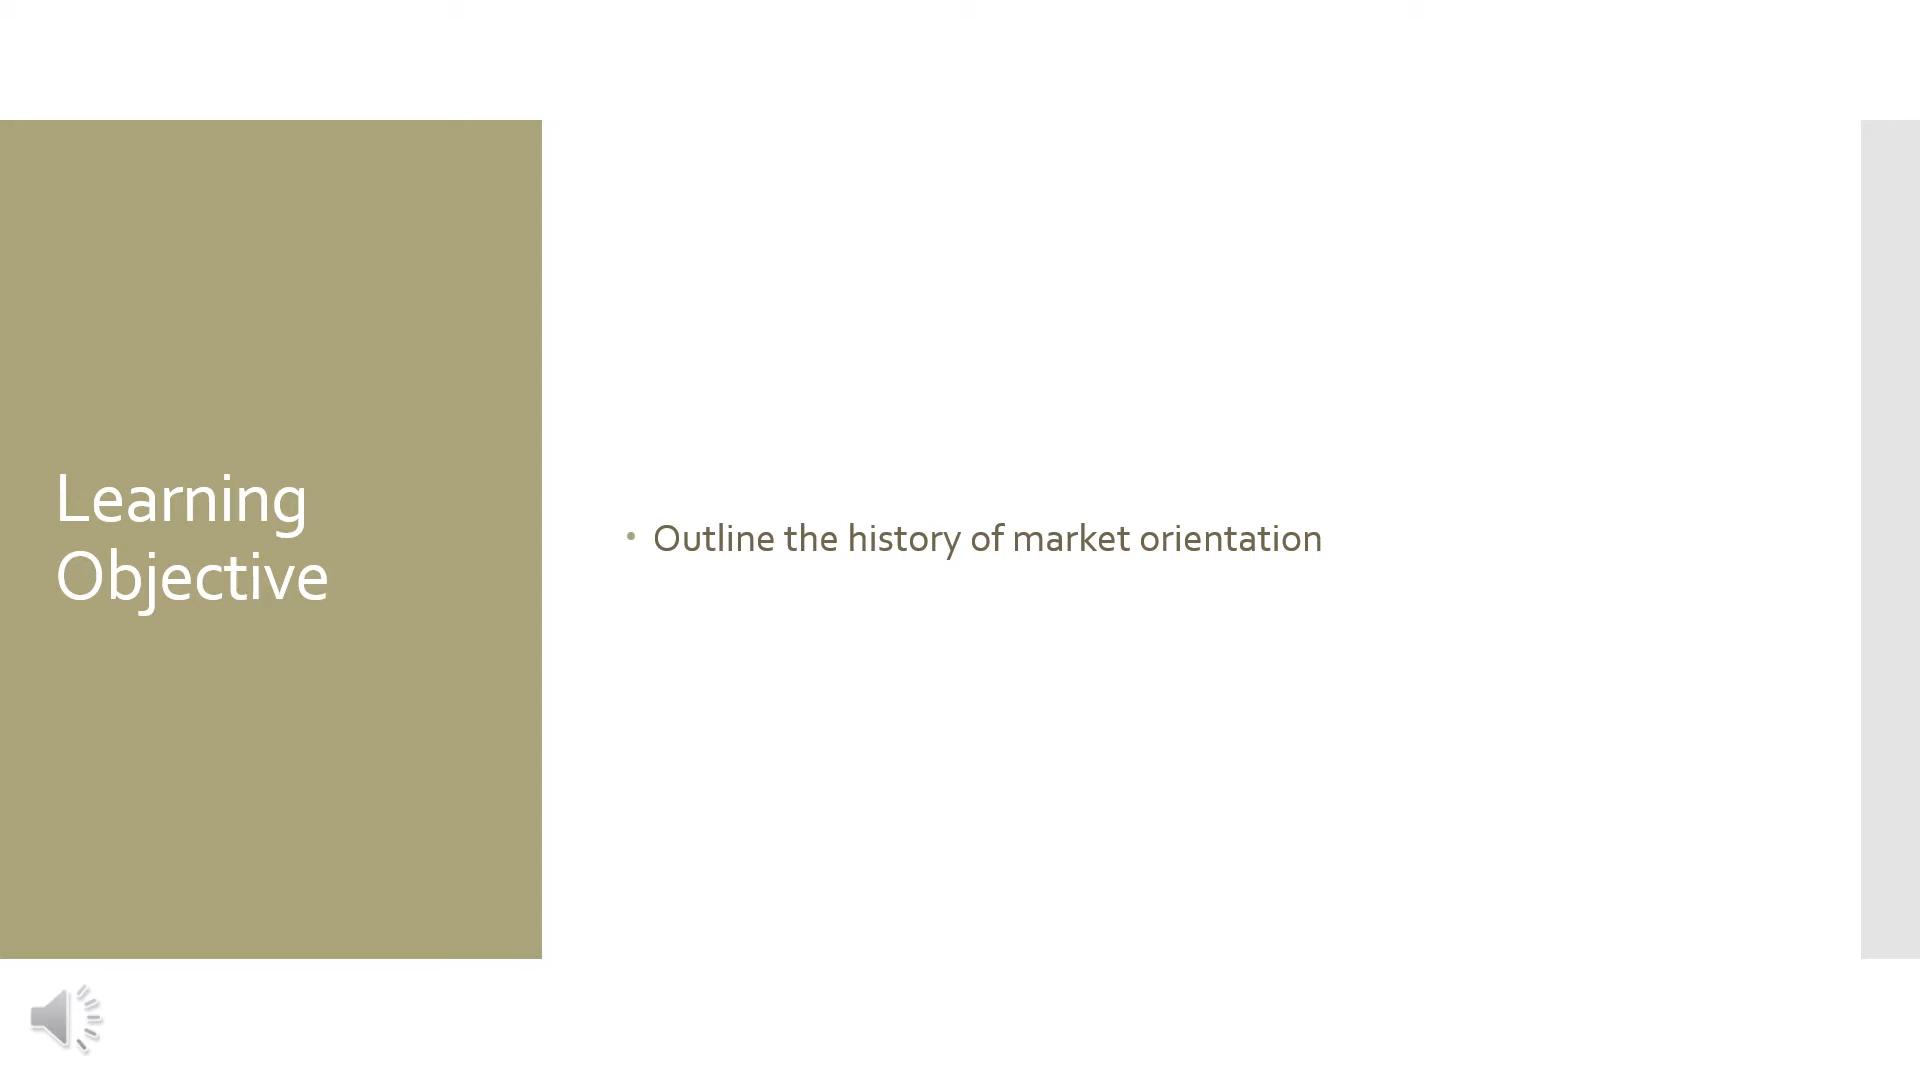 Learning
Objective
• Outline the history of market orientation